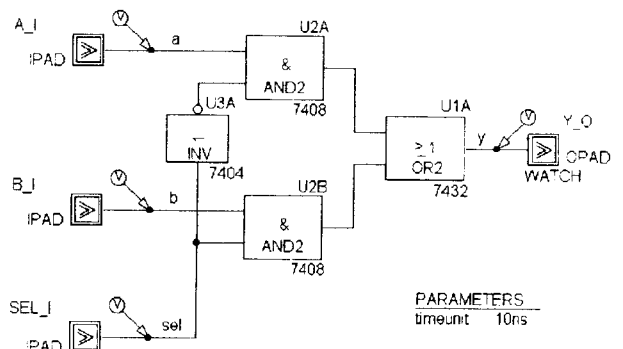 A_I
V
a
IPAD
U2A
&
AND2
7408
U3A
1
INV
7404
U1A
≥1
OR2
7432
y
V
Y_O
OPAD
WATCH
B_I
V
b
IPAD
U2B
&
AND2
7408
SEL_I
V
sel
IPAD
PARAMETERS
timeunit 10ns